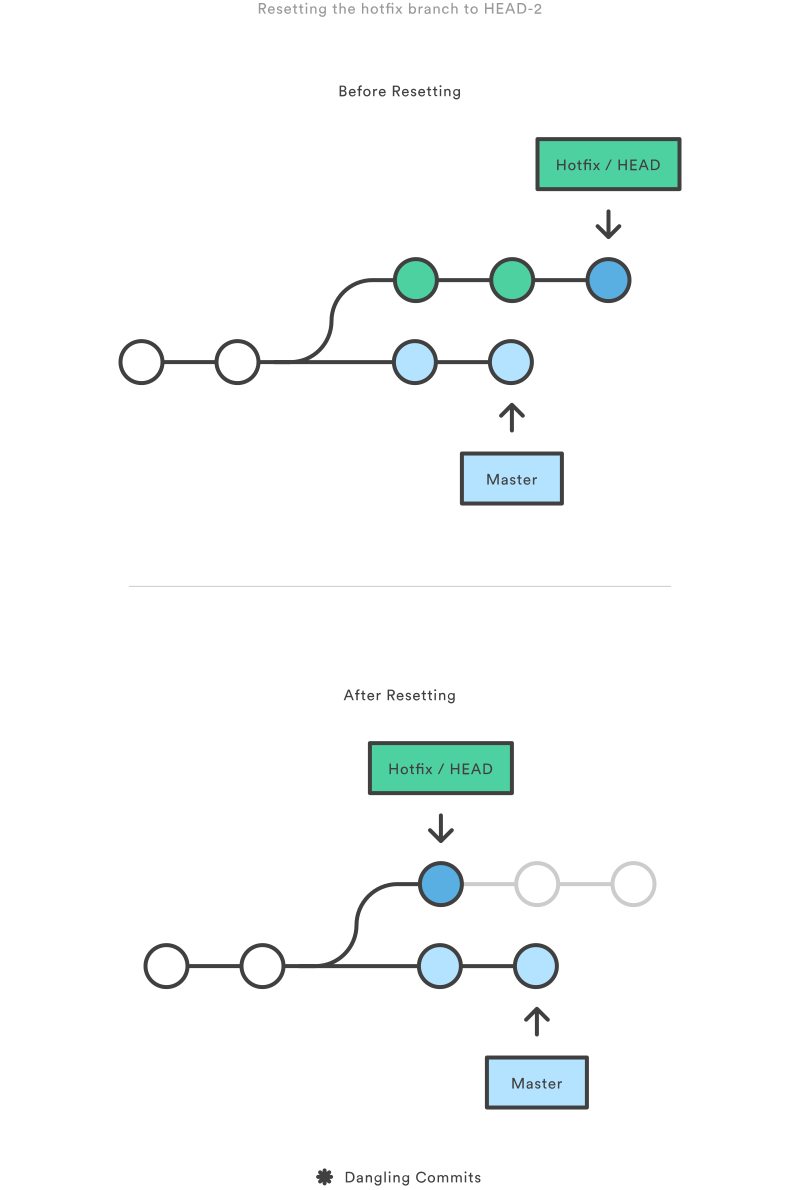 Resetting the hotfix branch to HEAD-2
Before Resetting
Hotfix / HEAD
Master
After Resetting
Hotfix / HEAD
Master
Dangling Commits